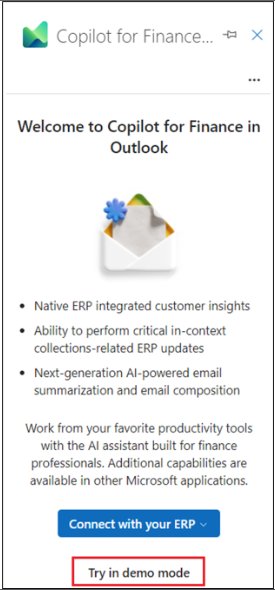 Copilot for Finance...
...
Welcome to Copilot for Finance in
Outlook
• Native ERP integrated customer insights
• Ability to perform critical in-context
collections-related ERP updates
• Next-generation AI-powered email
summarization and email composition
Work from your favorite productivity tools
with the AI assistant built for finance
professionals. Additional capabilities are
available in other Microsoft applications.
Connect with your ERP
Try in demo mode